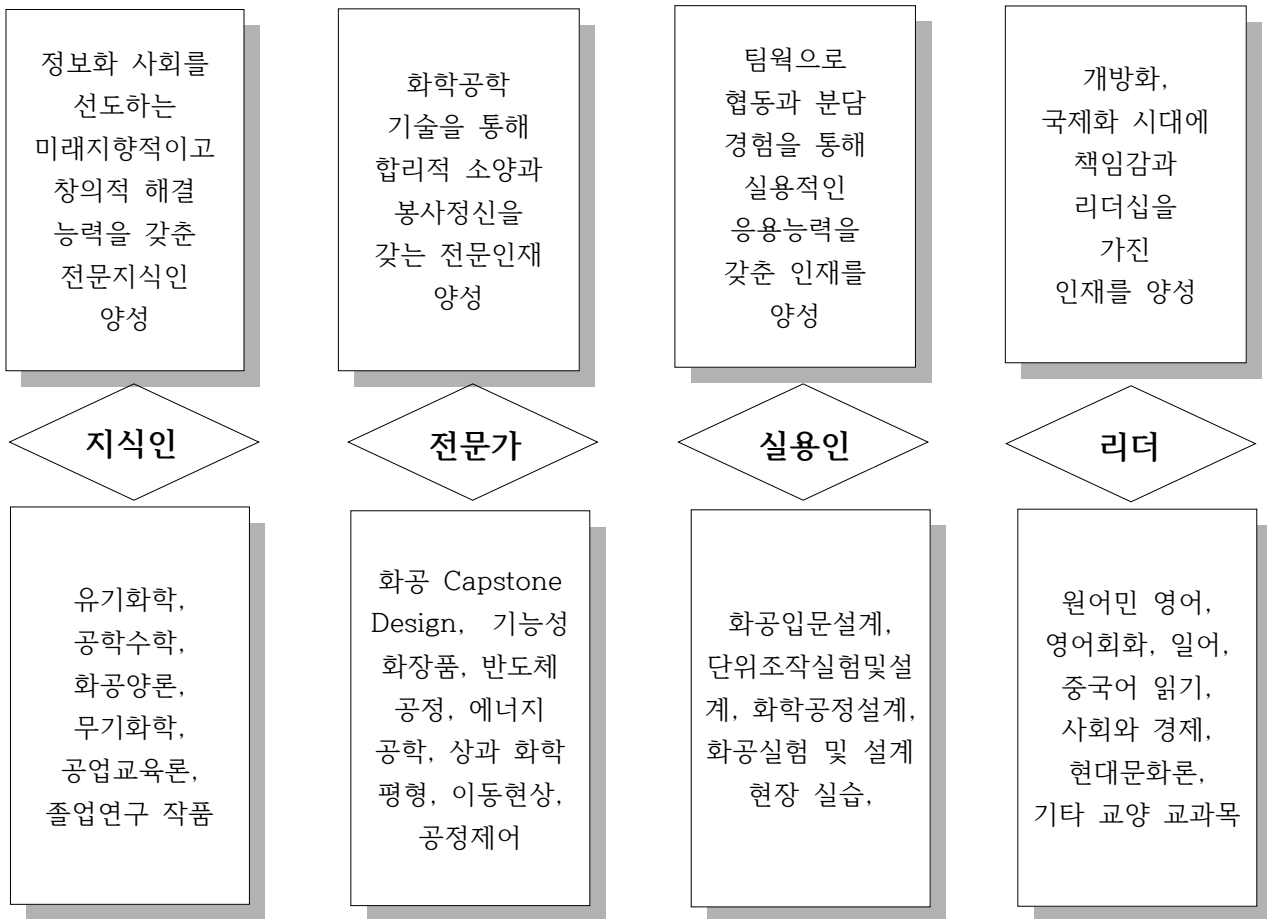 정보화 사회를
선도하는
미래지향적이고
창의적 해결
능력을 갖춘
전문지식인
양성
화학공학
기술을 통해
합리적 소양과
봉사정신을
갖는 전문인재
양성
팀웍으로
협동과 분담
경험을 통해
실용적인
응용능력을
갖춘 인재를
양성
개방화,
국제화 시대에
책임감과
리더십을
가진
인재를 양성
지식인
전문가
실용인
리더
유기화학,
공학수학,
화공양론,
무기화학,
공업교육론,
졸업연구 작품
화공 Capstone
Design, 기능성
화장품, 반도체
공정, 에너지
공학, 상과 화학
평형, 이동현상,
공정제어
화공입문설계,
단위조작실험및설
계, 화학공정설계,
화공실험 및 설계
현장 실습,
원어민 영어,
영어회화, 일어,
중국어 읽기,
사회와 경제,
현대문화론,
기타 교양 교과목